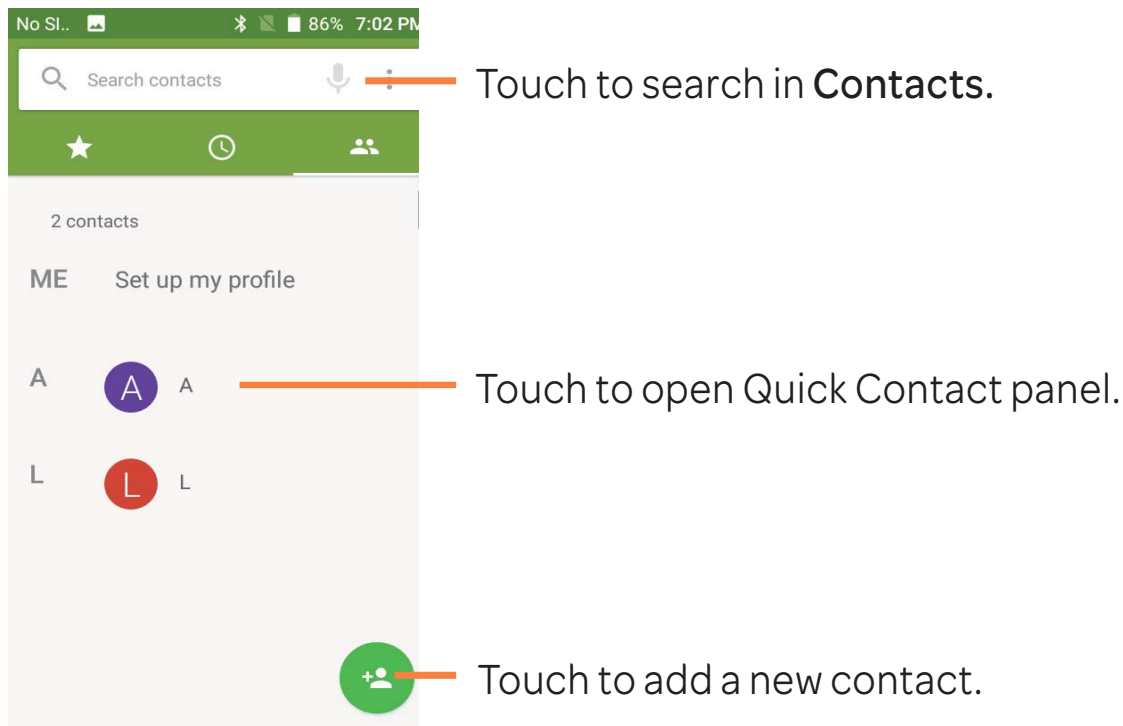 No SI.. 86% 7:02 PM
Search contacts
Touch to search in Contacts.
2 contacts
ME Set up my profile
A A A
Touch to open Quick Contact panel.
L L L
Touch to add a new contact.